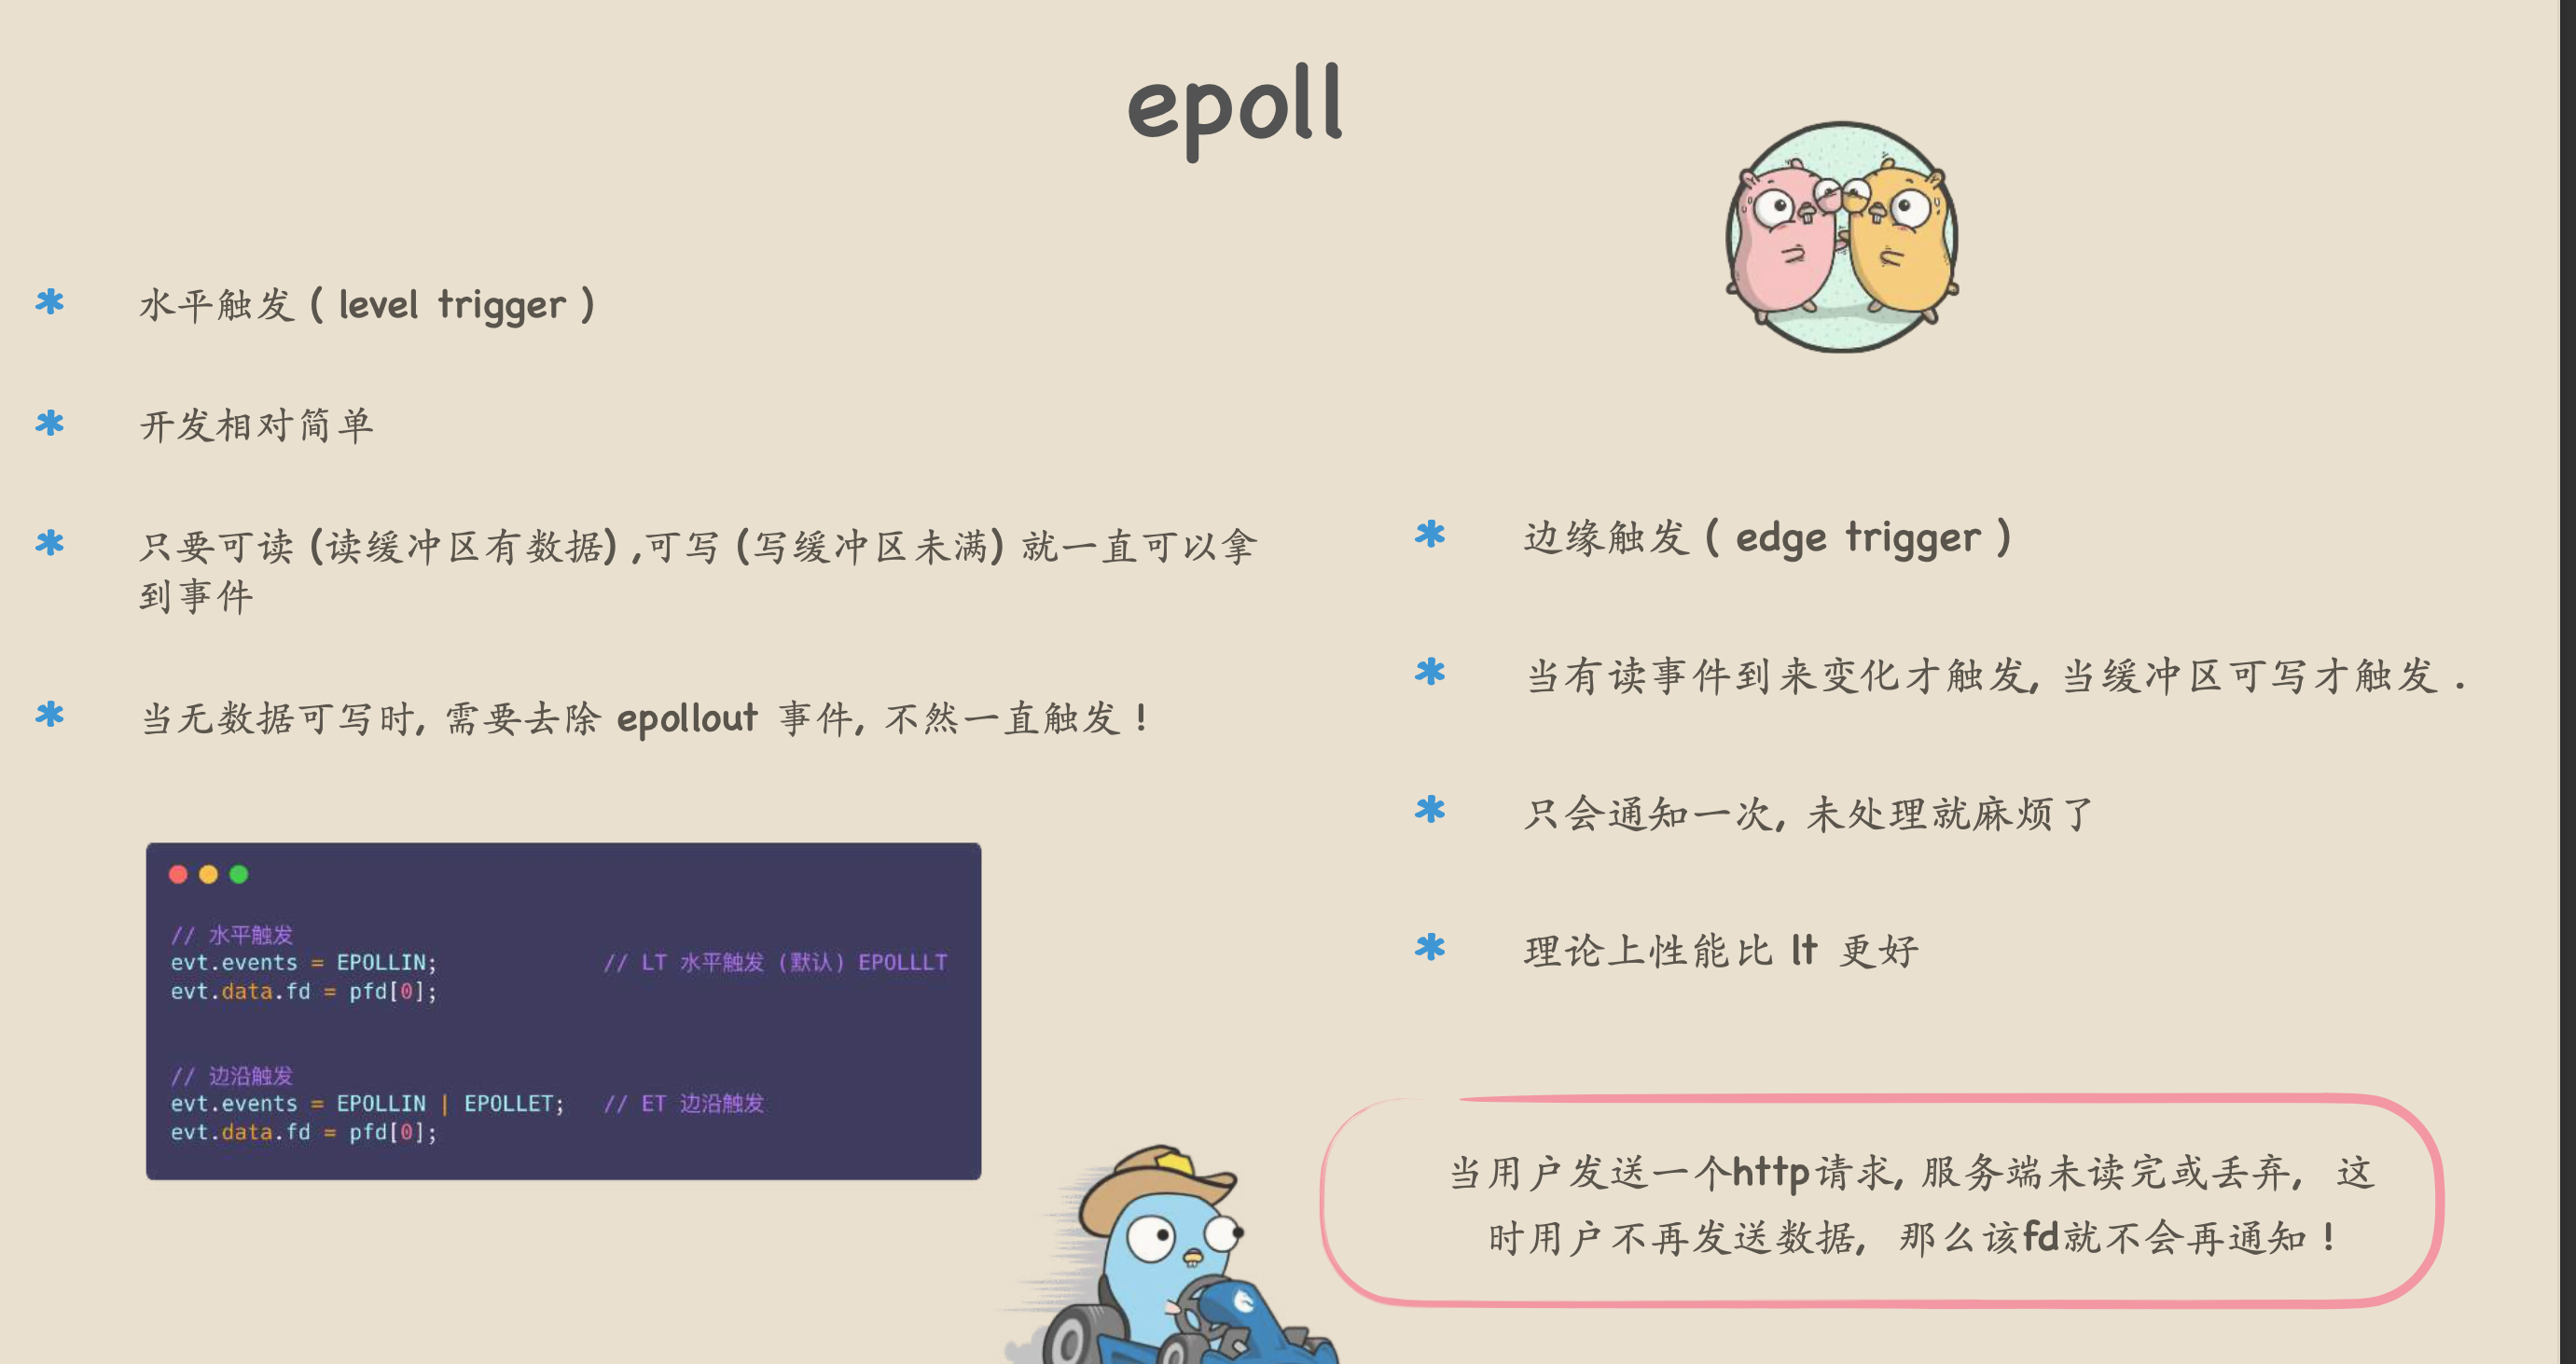 epoll
水平触发 ( level trigger )
开发相对简单
只要可读 (读缓冲区有数据) ,可写 (写缓冲区未满) 就一直可以拿
到事件
当无数据可写时, 需要去除 epollout 事件, 不然一直触发 !
// 水平触发
evt.events = EPOLLIN; // LT 水平触发 (默认) EPOLLLT
evt.data.fd = pfd[0];
// 边沿触发
evt.events = EPOLLIN | EPOLLET; // ET 边沿触发
evt.data.fd = pfd[0];
边缘触发 ( edge trigger )
当有读事件到来变化才触发, 当缓冲区可写才触发 .
只会通知一次, 未处理就麻烦了
理论上性能比 lt 更好
当用户发送一个http请求, 服务端未读完或丢弃, 这
时用户不再发送数据, 那么该fd就不会再通知 !